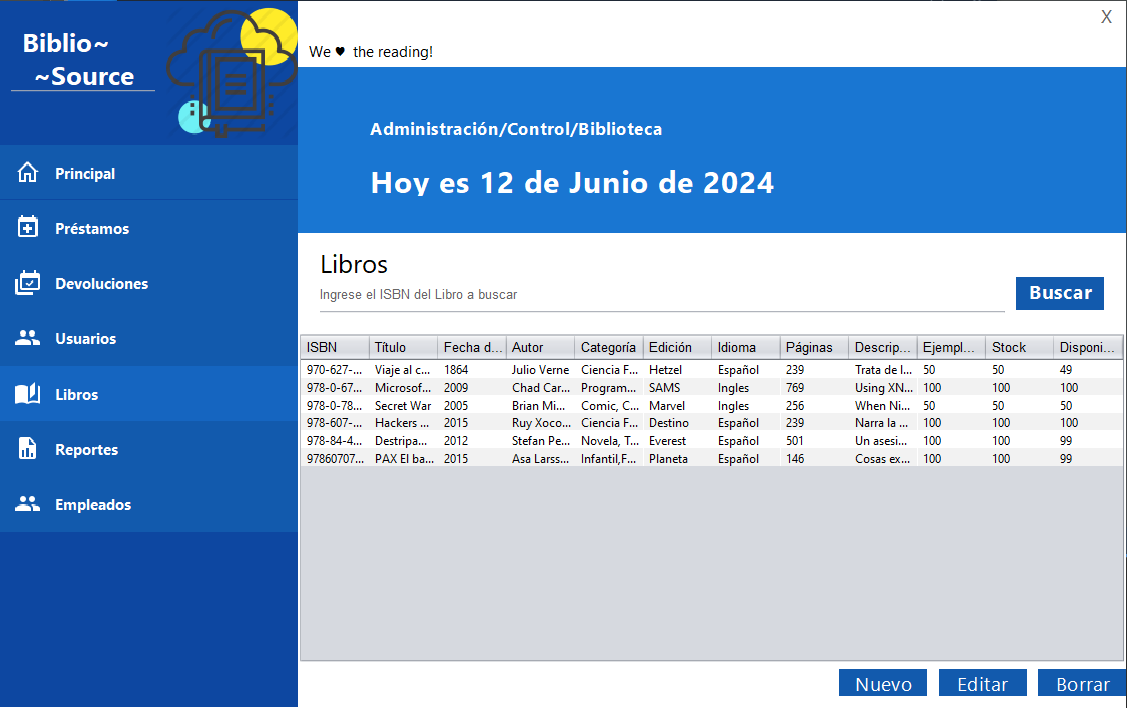 Biblio~
~Source
X
We ♥ the reading!
Administración/Control/Biblioteca
Hoy es 12 de Junio de 2024
Principal
Préstamos
Devoluciones
Usuarios
Libros
Reportes
Empleados
Libros
Ingrese el ISBN del Libro a buscar
Buscar
ISBN Título Fecha d... Autor Categoría Edición Idioma Páginas Descrip... Ejempl... Stock Disponi...
970-627-... Viaje al c... 1864 Julio Verne Ciencia F... Hetzel Español 239 Trata de l... 50 50 49
978-0-67... Microsof... 2009 Chad Car... Program... SAMS Ingles 769 Using XN... 100 100 100
978-0-78... Secret War 2005 Brian Mi... Comic, C... Marvel Ingles 256 When Ni... 50 50 50
978-607-... Hackers ... 2015 Ruy Xoco... Ciencia F... Destino Español 239 Narra la ... 100 100 100
978-84-4... Destripa... 2012 Stefan Pe... Novela, T... Everest Español 501 Un asesi... 100 100 99
97860707... PAX El ba... 2015 Asa Larss... Infantil,F... Planeta Español 146 Cosas ex... 100 100 99
Nuevo
Editar
Borrar